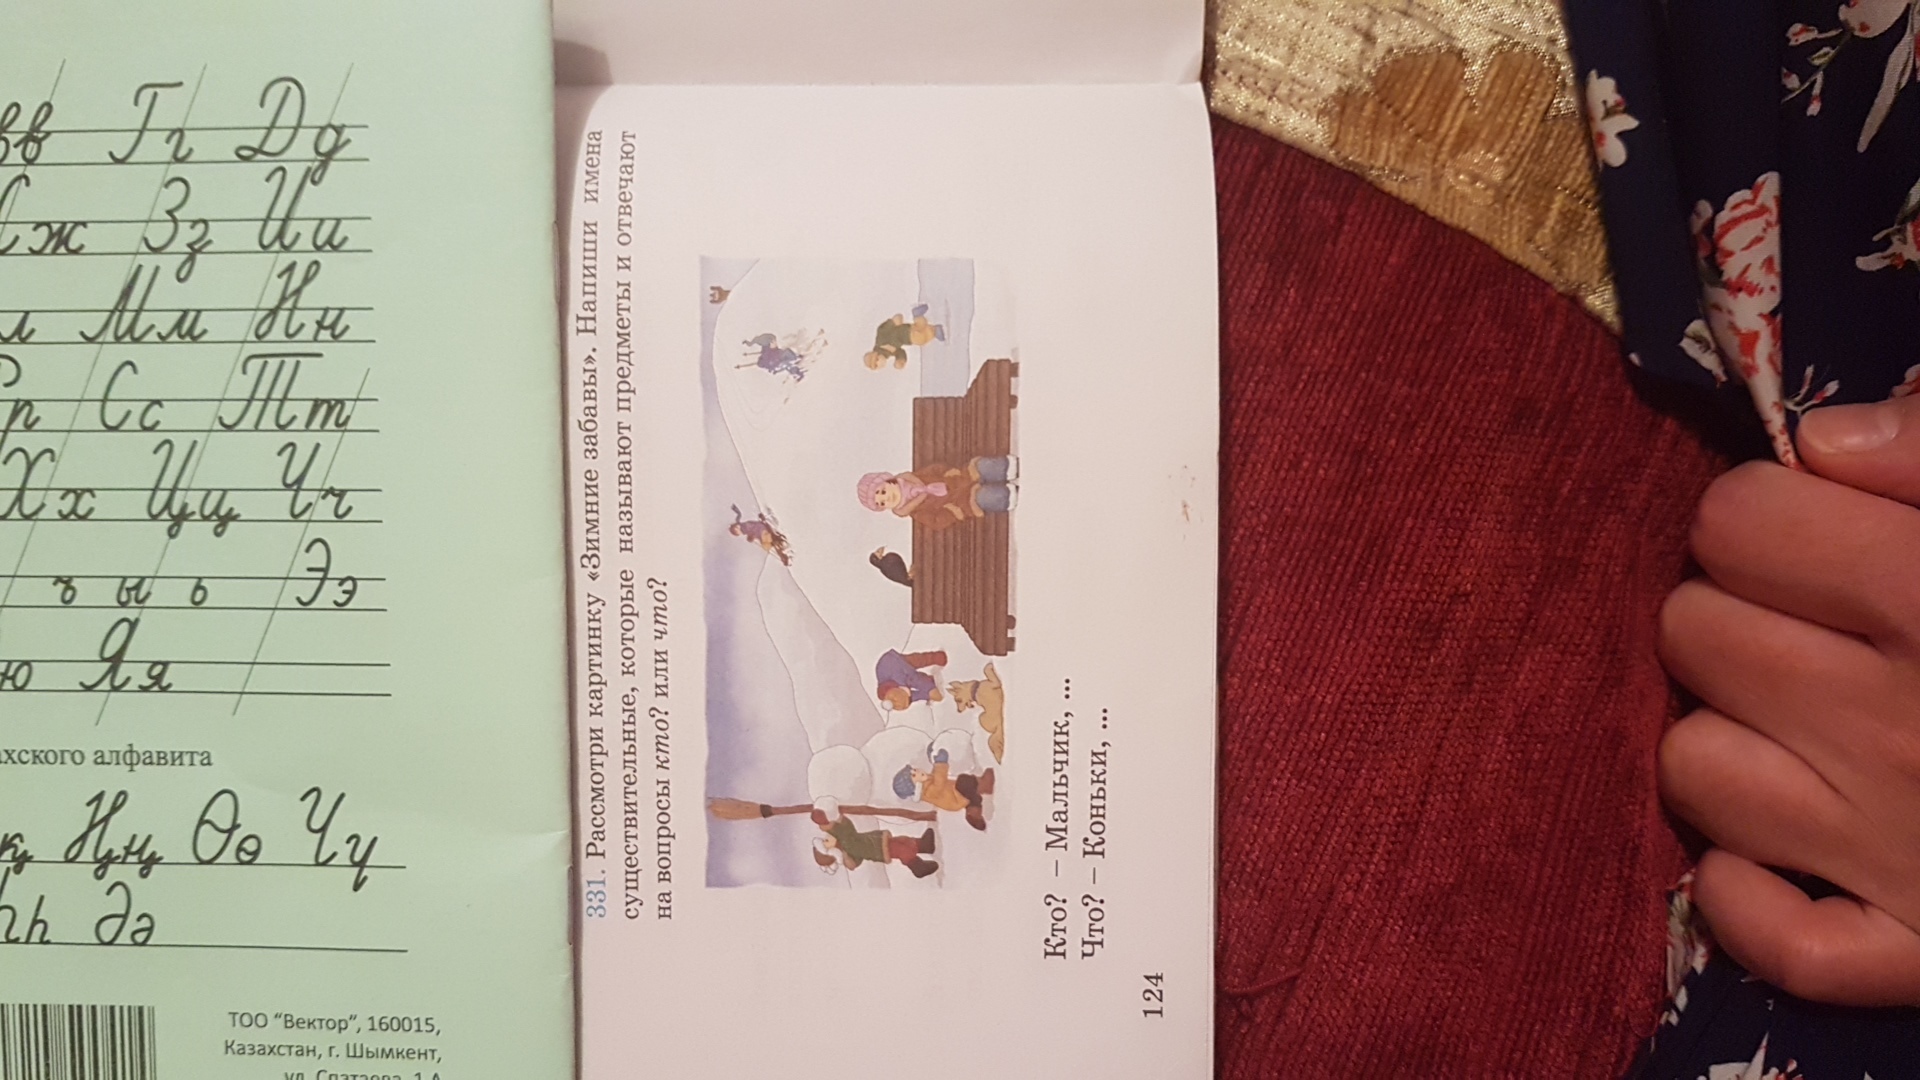 вв Гг Дд
ж Зз Ии
л Мм Нн
р Сс Тт
Хх Цц Чч
ъ ы ь Ээ
ю Яя
ахского алфавита
қ Ңң Өө Ұұ
һ Әә
ТОО "Вектор", 160015,
Казахстан, г. Шымкент,
331. Рассмотри картинку «Зимние забавы». Напиши имена
существительные, которые называют предметы и отвечают
на вопросы кто? или что?
Кто? – Мальчик, ...
Что? – Коньки, ...
124